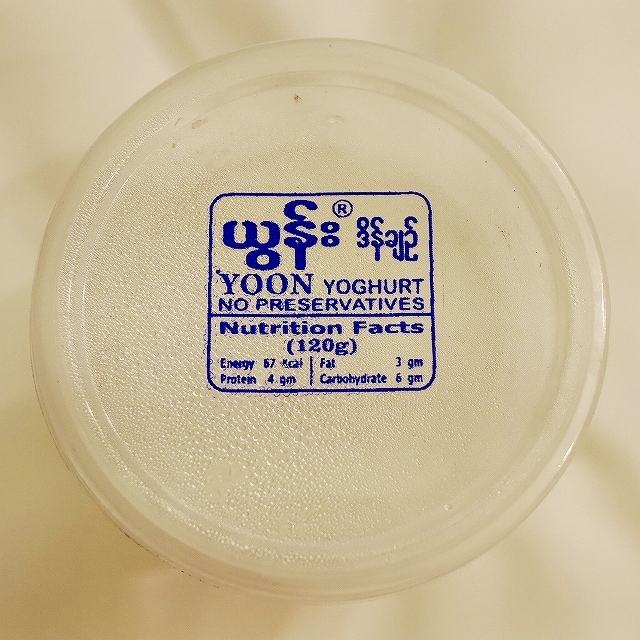 ယွန်း® ဒိန်ချဉ်
YOON YOGHURT
NO PRESERVATIVES
Nutrition Facts
(120g)
Energy 67 Kcal | Fat 3 gm
Protein 4 gm | Carbohydrate 6 gm